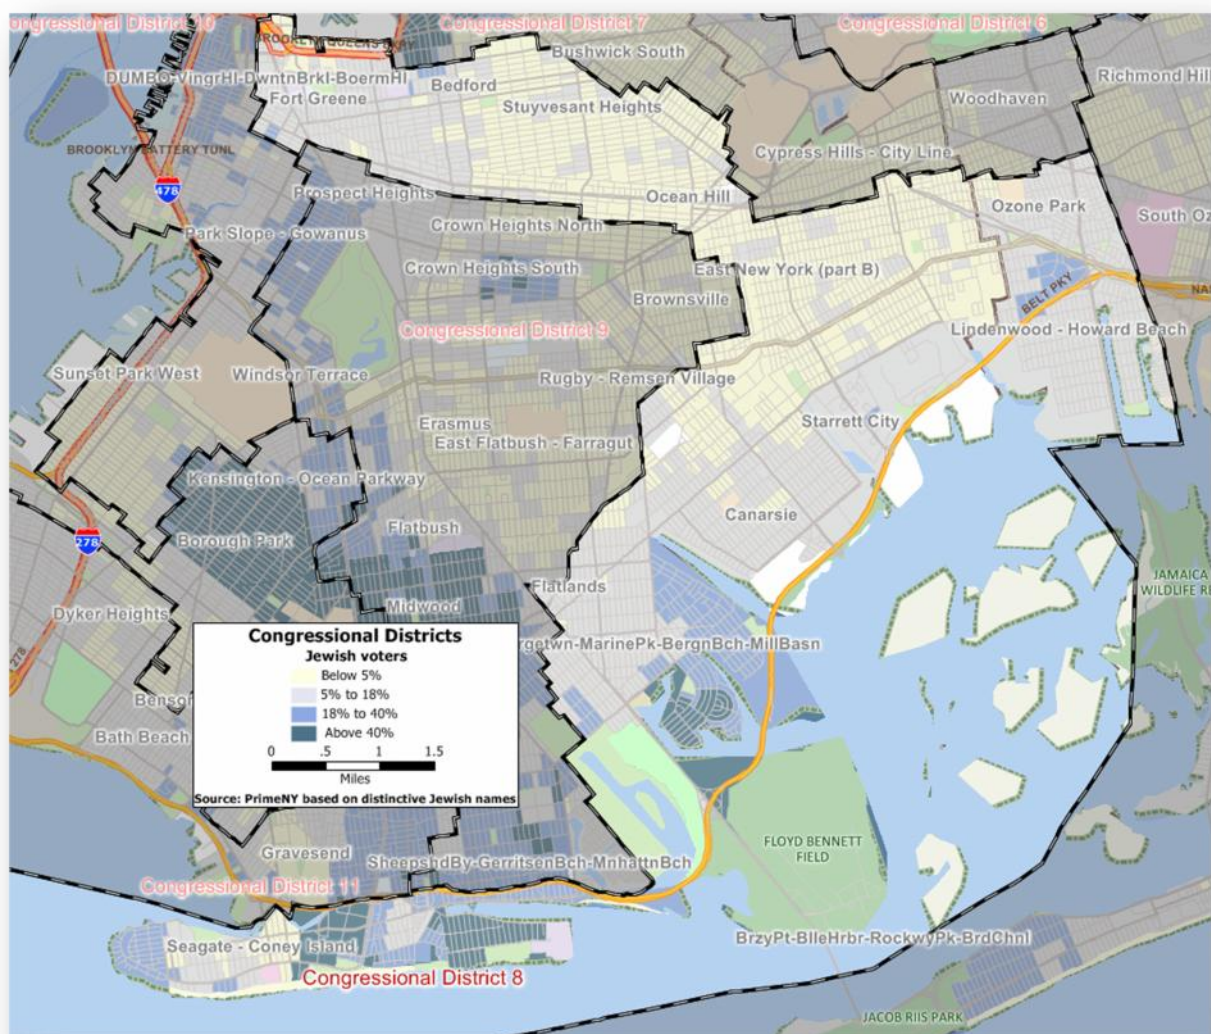 Congressional District 10
Congressional District 7
Congressional District 6
Bushwick South
DUMBO-VingrHl-DwntnBrkl-BoermHl
Bedford
Fort Greene
Stuyvesant Heights
Woodhaven
Richmond Hill
BROOKLYN BATTERY TUNL
Cypress Hills - City Line
478
Prospect Heights
Ocean Hill
Ozone Park
South Oz
Park Slope - Gowanus
Crown Heights North
Crown Heights South
East New York (part B)
Brownsville
BELT PKY
NA
Congressional District 9
Lindenwood - Howard Beach
Sunset Park West
Windsor Terrace
Rugby - Remsen Village
Erasmus
Starrett City
East Flatbush - Farragut
Kensington - Ocean Parkway
Canarsie
Flatbush
Borough Park
278
JAMAICA
WILDLIFE RE
Flatlands
Midwood
Dyker Heights
278
rgetwn-MarinePk-BergnBch-MillBasn
Congressional Districts
Jewish voters
Below 5%
5% to 18%
18% to 40%
Above 40%
0 .5 1 1.5
Miles
Source: PrimeNY based on distinctive Jewish names
Benson
Bath Beach
FLOYD BENNETT
FIELD
Gravesend
SheepshdBy-GerritsenBch-MnhattnBch
Congressional District 11
BrzyPt-BlleHrbr-RockwyPk-BrdChnl
Seagate - Coney Island
Congressional District 8
JACOB RIIS PARK